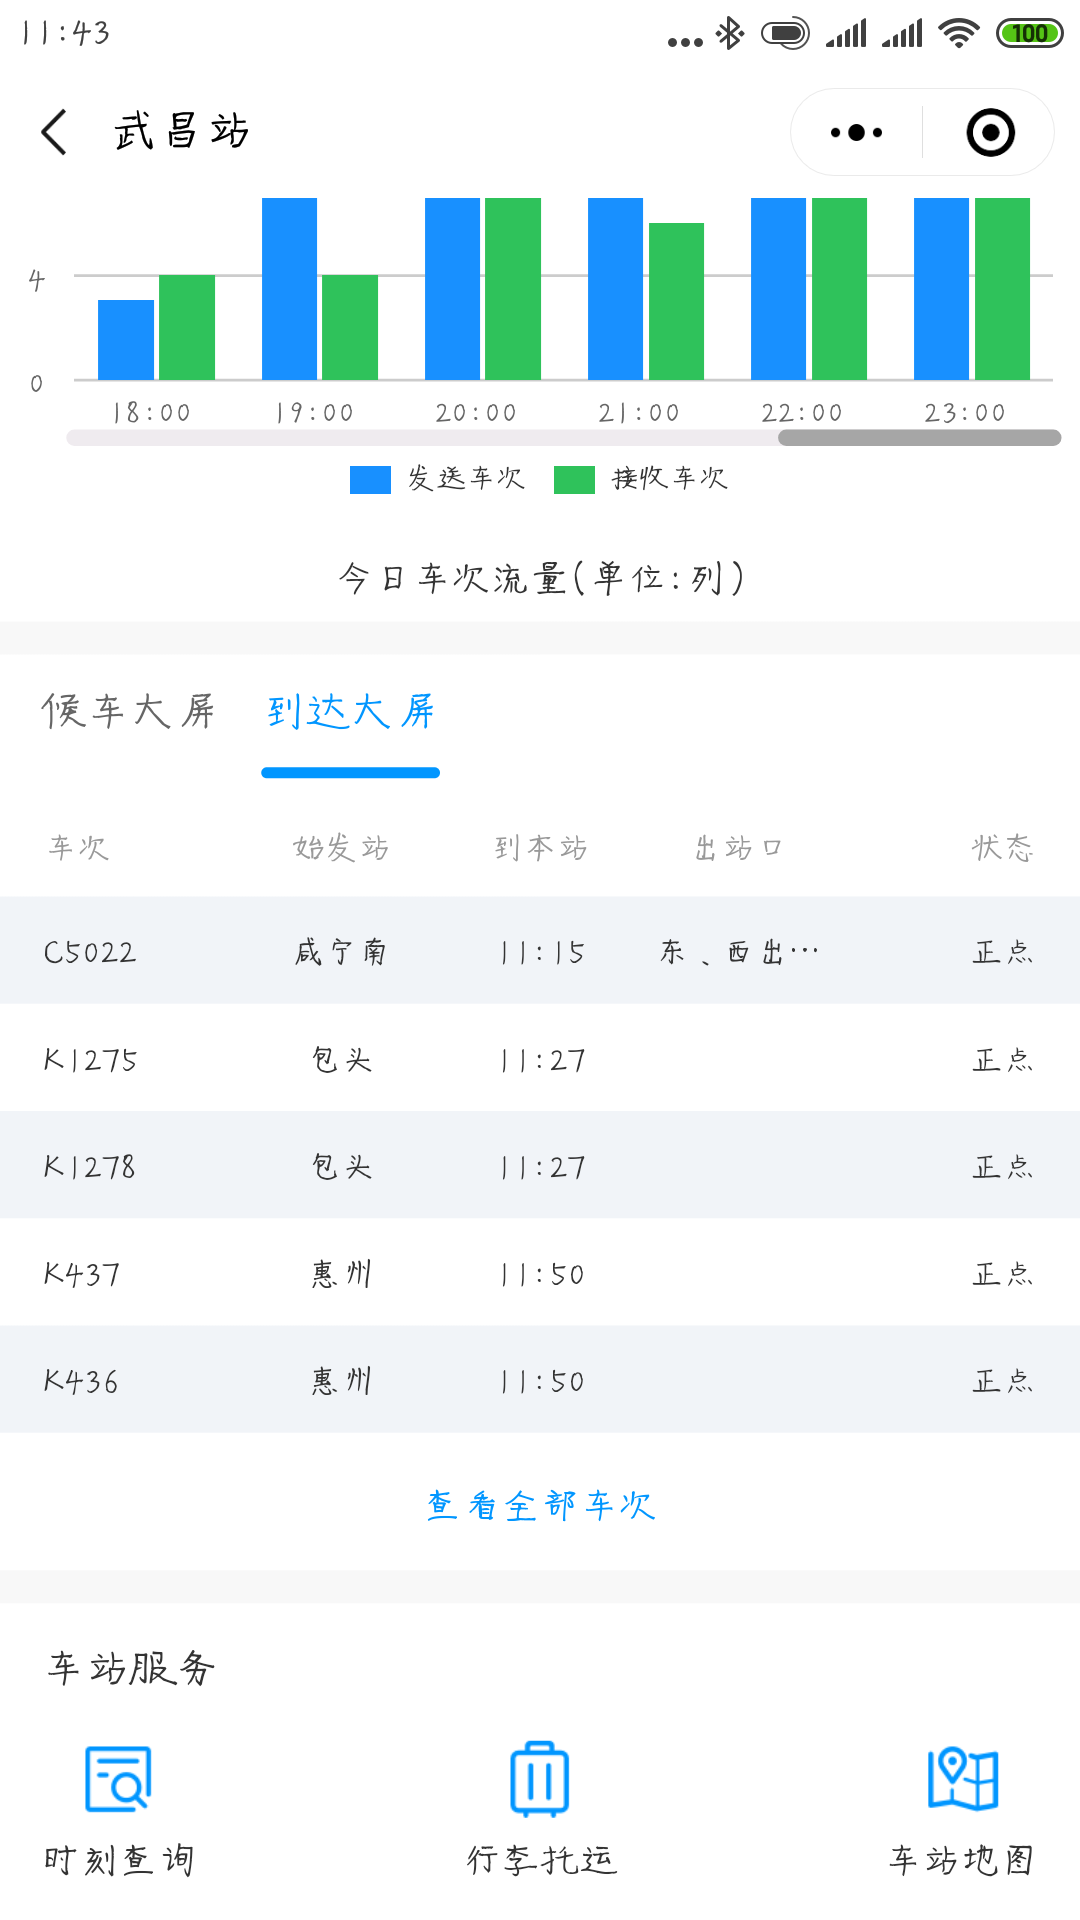 11:43
100
武昌站
4
0
18:00 19:00 20:00 21:00 22:00 23:00
发送车次 接收车次
今日车次流量(单位:列)
候车大屏 到达大屏
车次 始发站 到本站 出站口 状态
C5022 咸宁南 11:15 东、西出… 正点
K1275 包头 11:27 正点
K1278 包头 11:27 正点
K437 惠州 11:50 正点
K436 惠州 11:50 正点
查看全部车次
车站服务
时刻查询 行李托运 车站地图